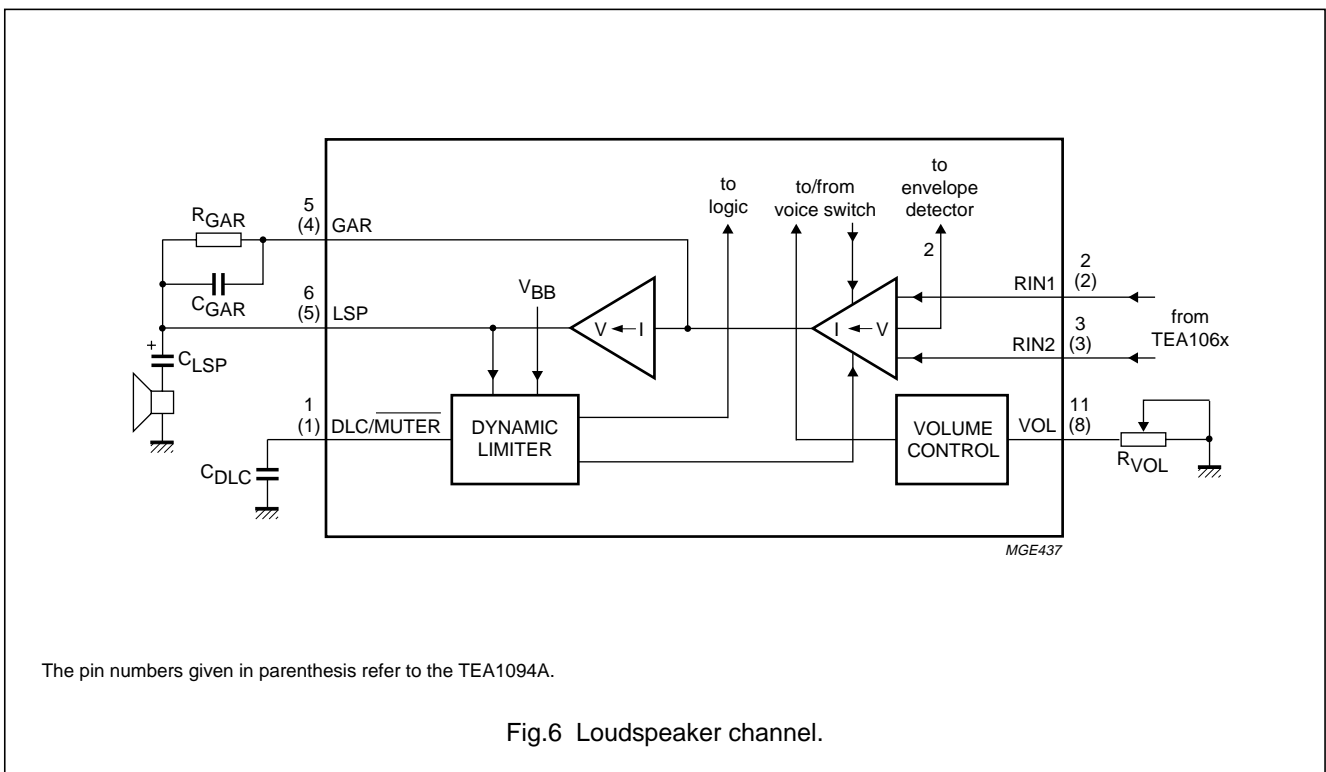 to
logic
to/from
voice switch
to
envelope
detector
RGAR
5
(4) GAR
CGAR
2
2
(2)
RIN1
VBB
6
(5) LSP
V ← I
I ← V
from
TEA106x
3
(3)
RIN2
+
CLSP
1
(1) DLC/MUTER
DYNAMIC
LIMITER
VOLUME
CONTROL
VOL
11
(8)
RVOL
CDLC
MGE437
The pin numbers given in parenthesis refer to the TEA1094A.
Fig.6 Loudspeaker channel.